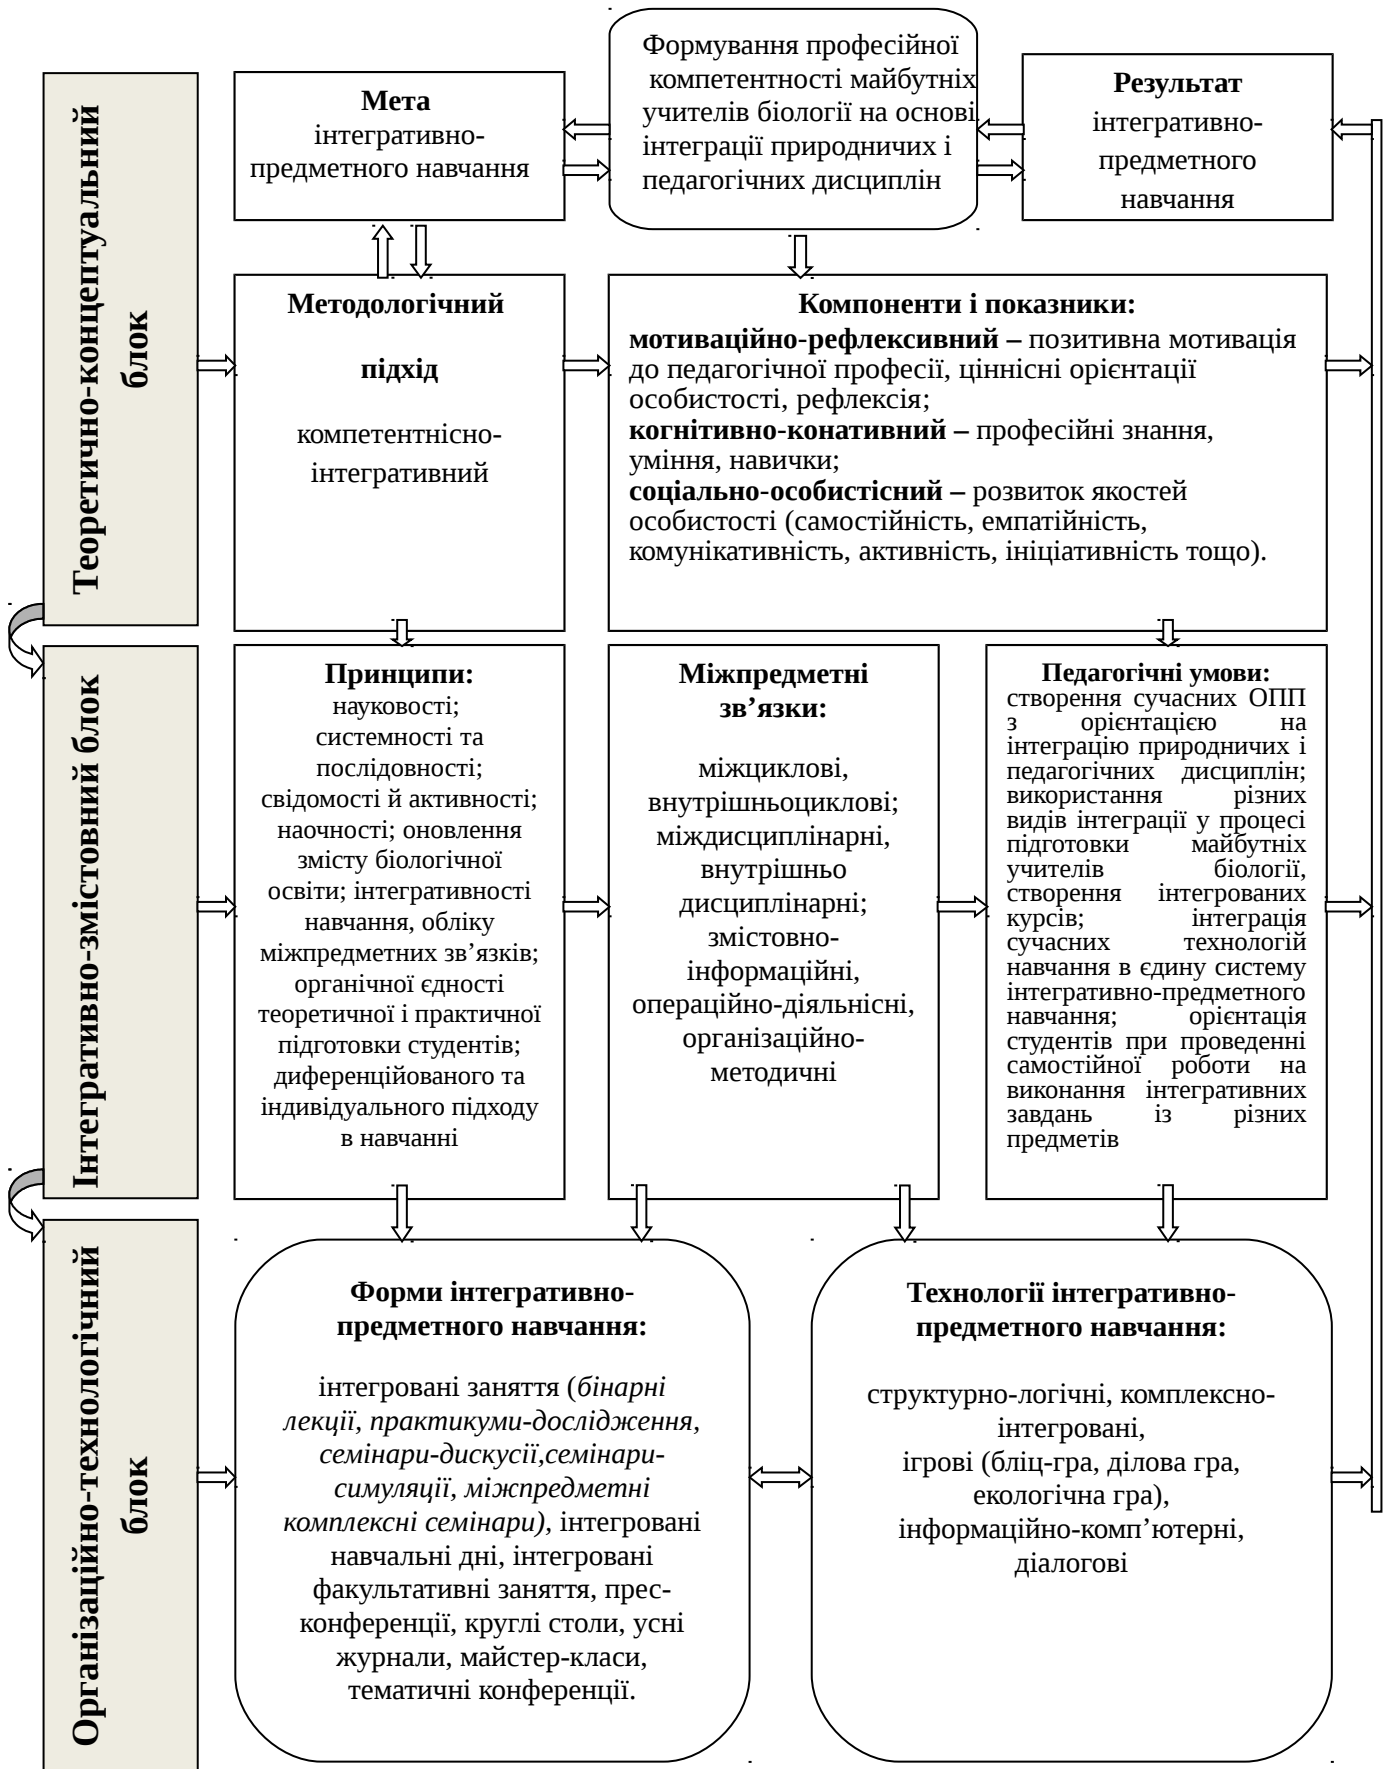 Теоретично-концептуальний
блок
Мета
інтегративно-
предметного навчання
Формування професійної
компетентності майбутніх
учителів біології на основі
інтеграції природничих і
педагогічних дисциплін
Результат
інтегративно-
предметного
навчання
Методологічний
підхід
компетентнісно-
інтегративний
Компоненти і показники:
мотиваційно-рефлексивний – позитивна мотивація
до педагогічної професії, ціннісні орієнтації
особистості, рефлексія;
когнітивно-конативний – професійні знання,
уміння, навички;
соціально-особистісний – розвиток якостей
особистості (самостійність, емпатійність,
комунікативність, активність, ініціативність тощо).
Інтегративно-змістовний блок
Принципи:
науковості;
системності та
послідовності;
свідомості й активності;
наочності; оновлення
змісту біологічної
освіти; інтегративності
навчання, обліку
міжпредметних зв’язків;
органічної єдності
теоретичної і практичної
підготовки студентів;
диференційованого та
індивідуального підходу
в навчанні
Міжпредметні
зв’язки:
міжциклові,
внутрішньоциклові;
міждисциплінарні,
внутрішньо
дисциплінарні;
змістовно-
інформаційні,
операційно-діяльнісні,
організаційно-
методичні
Педагогічні умови:
створення сучасних ОПП
з орієнтацією на
інтеграцію природничих і
педагогічних дисциплін;
використання різних
видів інтеграції у процесі
підготовки майбутніх
учителів біології,
створення інтегрованих
курсів; інтеграція
сучасних технологій
навчання в єдину систему
інтегративно-предметного
навчання; орієнтація
студентів при проведенні
самостійної роботи на
виконання інтегративних
завдань із різних
предметів
Організаційно-технологічний
блок
Форми інтегративно-
предметного навчання:
інтегровані заняття (бінарні
лекції, практикуми-дослідження,
семінари-дискусії,семінари-
симуляції, міжпредметні
комплексні семінари), інтегровані
навчальні дні, інтегровані
факультативні заняття, прес-
конференції, круглі столи, усні
журнали, майстер-класи,
тематичні конференції.
Технології інтегративно-
предметного навчання:
структурно-логічні, комплексно-
інтегровані,
ігрові (бліц-гра, ділова гра,
екологічна гра),
інформаційно-комп’ютерні,
діалогові